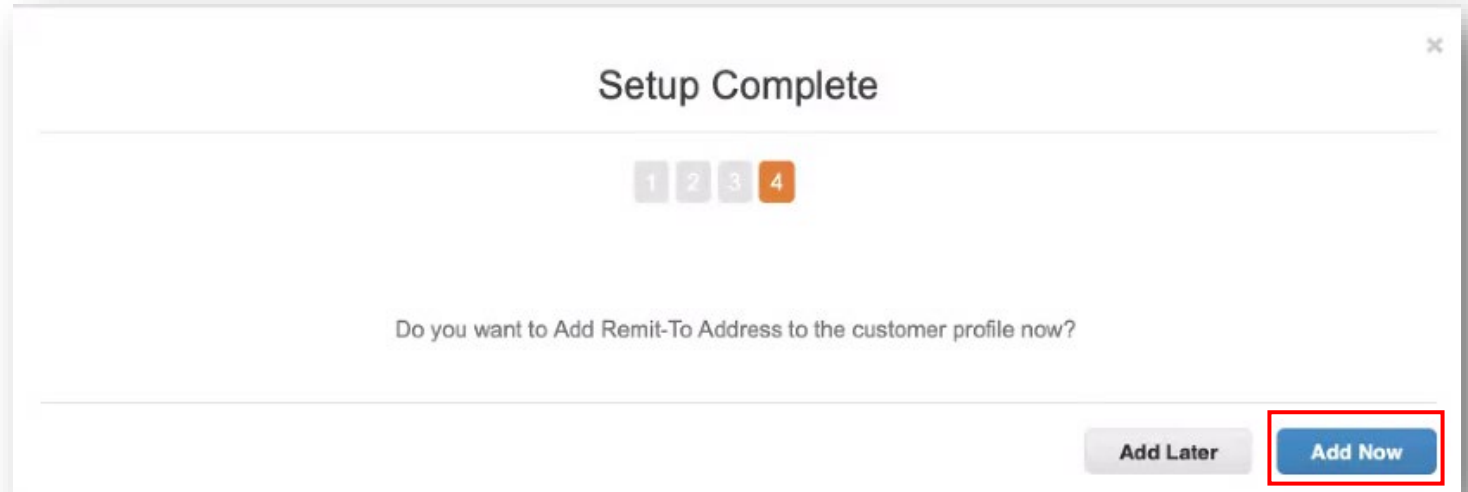 ×
Setup Complete
1 2 3 4
Do you want to Add Remit-To Address to the customer profile now?
Add Later Add Now